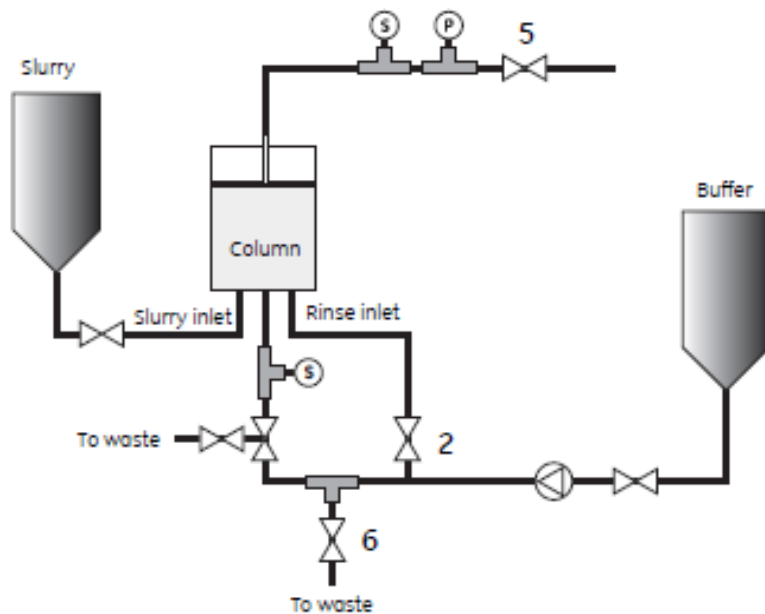 S
P
5
Slurry
Buffer
Column
Slurry inlet
Rinse inlet
S
To waste
2
6
To waste